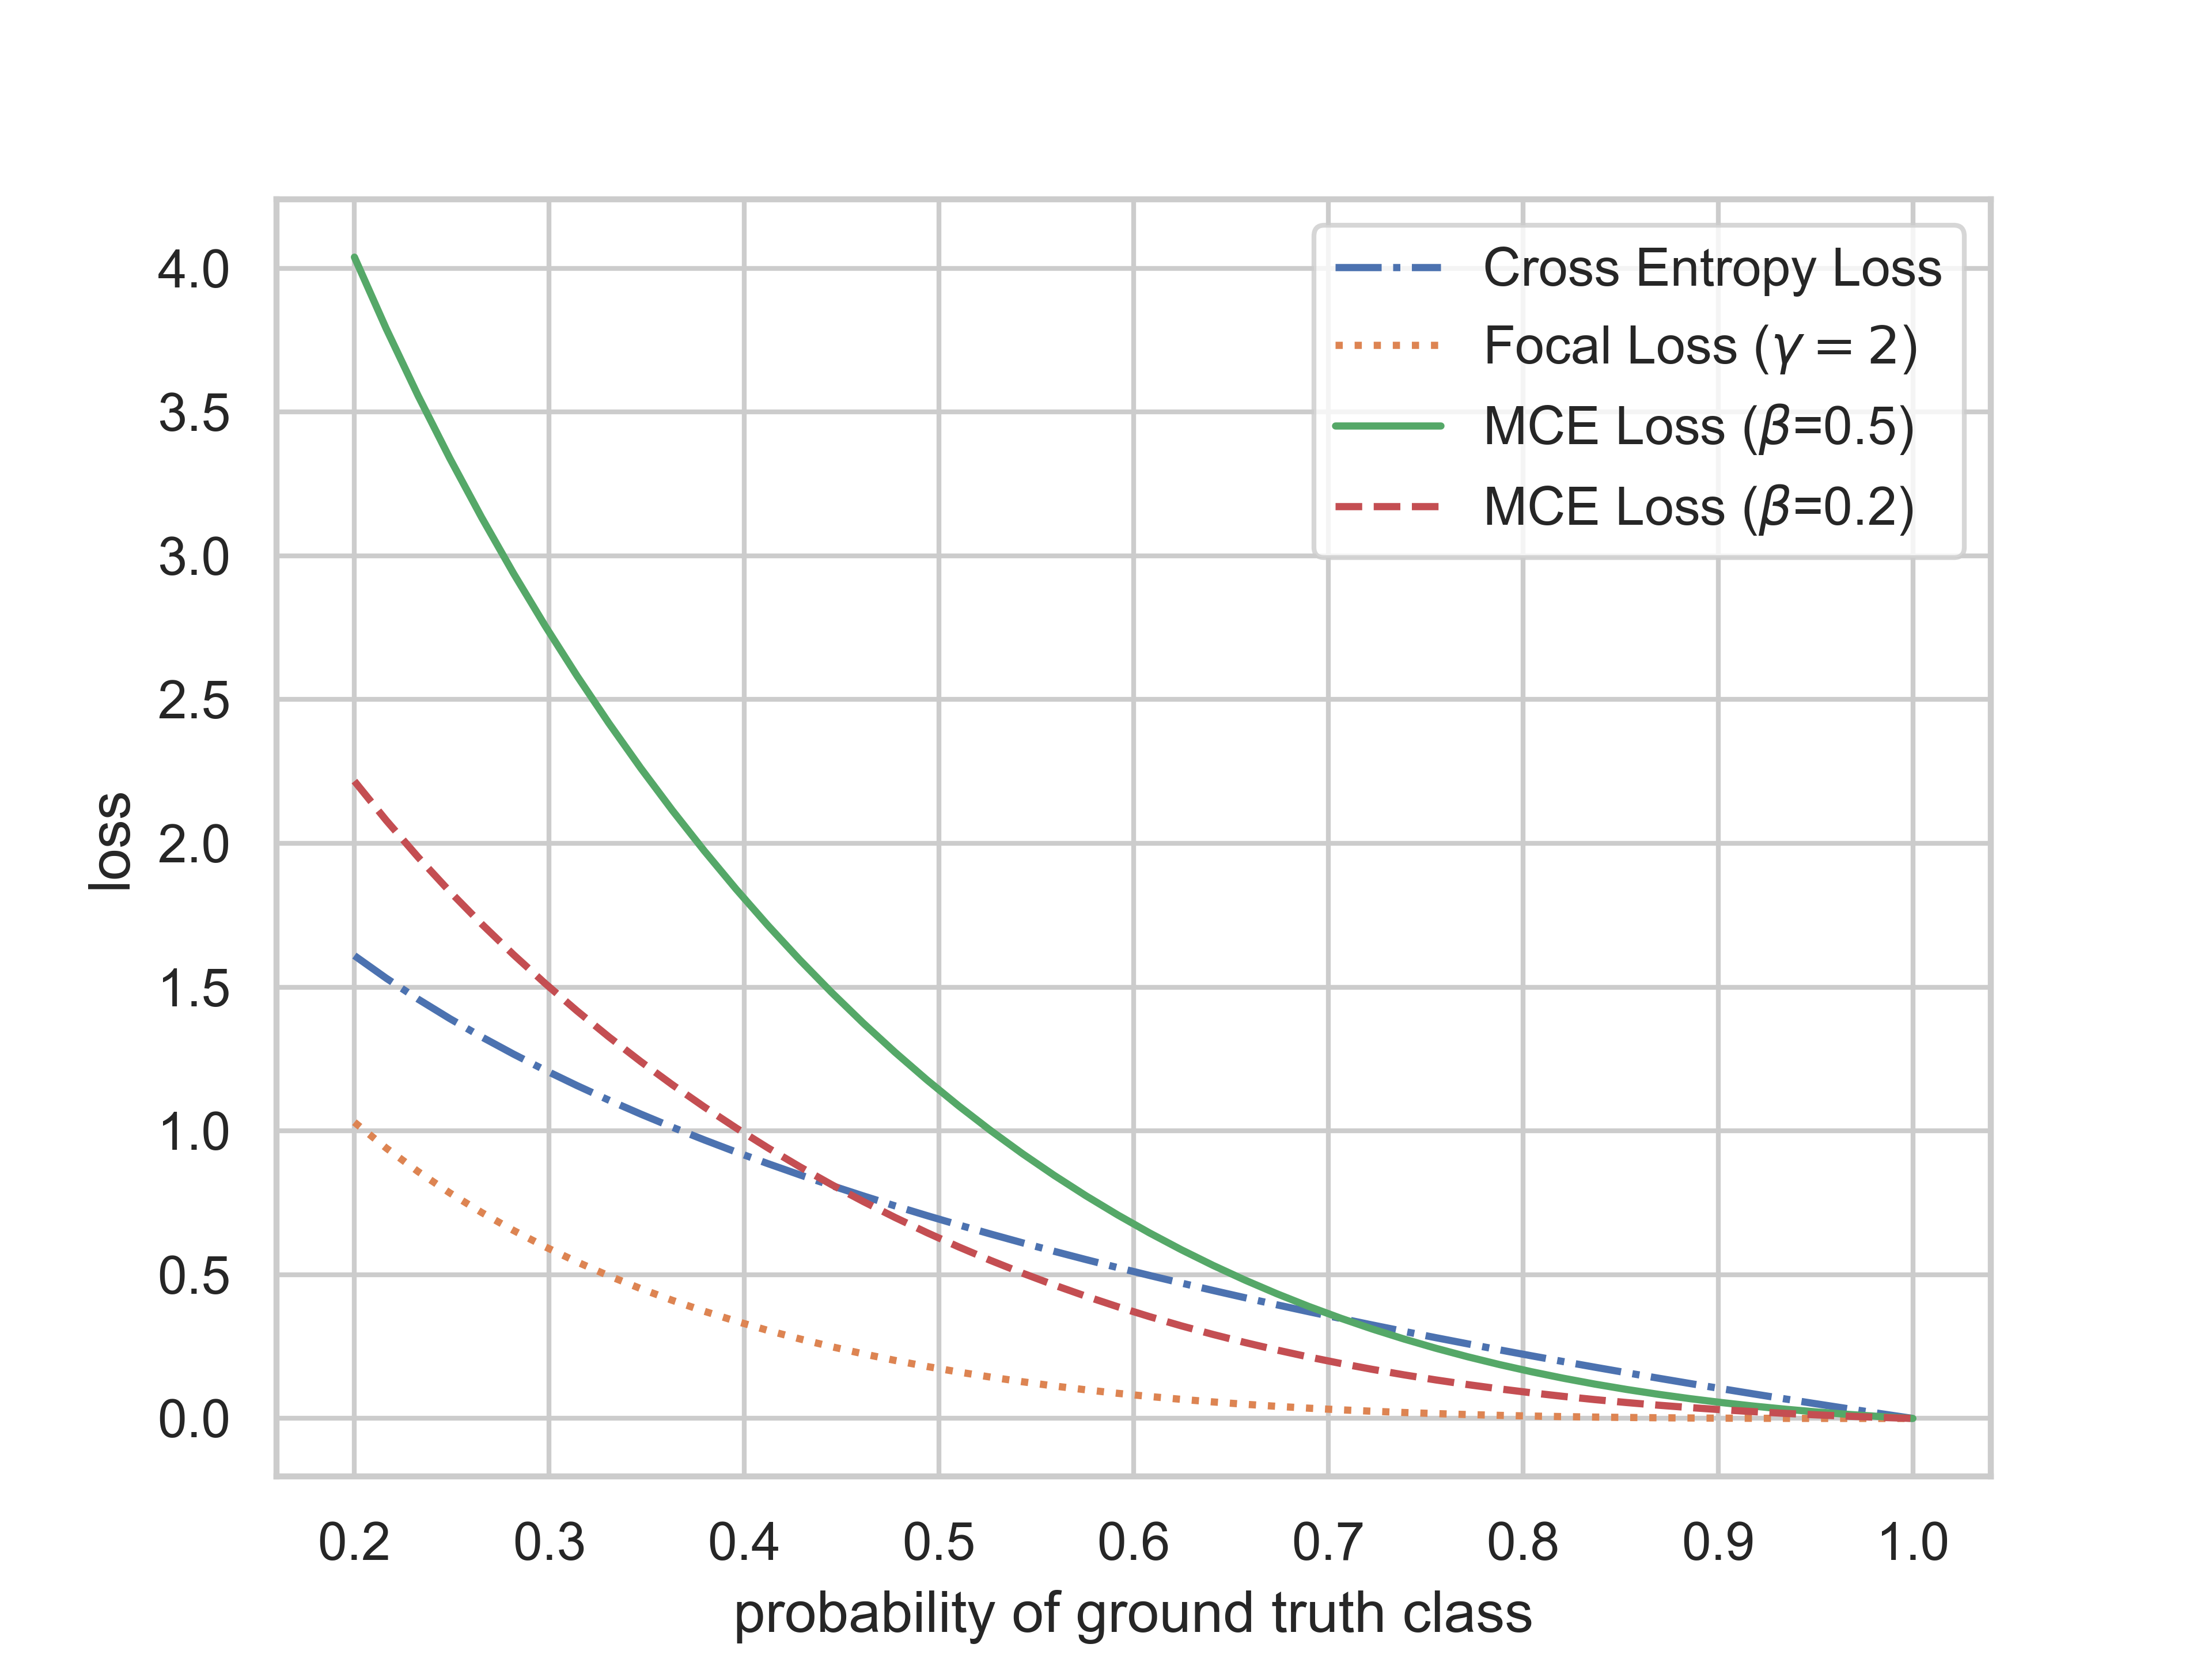 Cross Entropy Loss
Focal Loss (γ = 2)
MCE Loss (β=0.5)
MCE Loss (β=0.2)
4.0
3.5
3.0
2.5
2.0
1.5
1.0
0.5
0.0
loss
0.2 0.3 0.4 0.5 0.6 0.7 0.8 0.9 1.0
probability of ground truth class